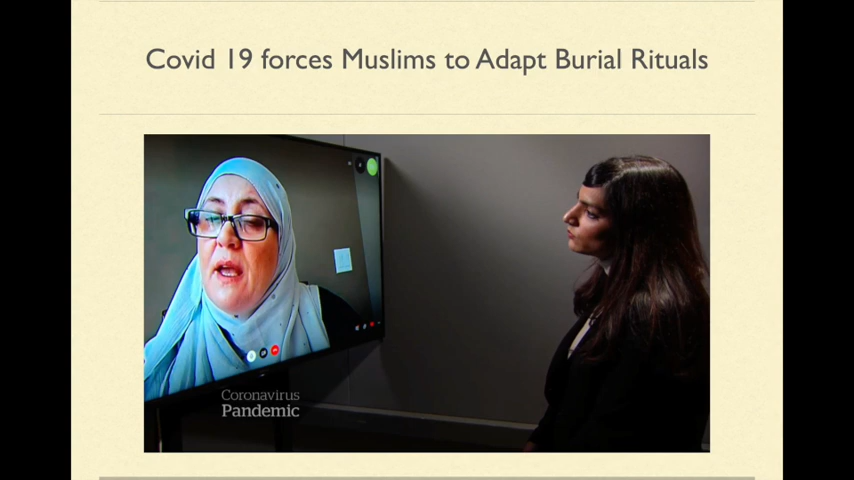 Covid 19 forces Muslims to Adapt Burial Rituals
Coronavirus
Pandemic